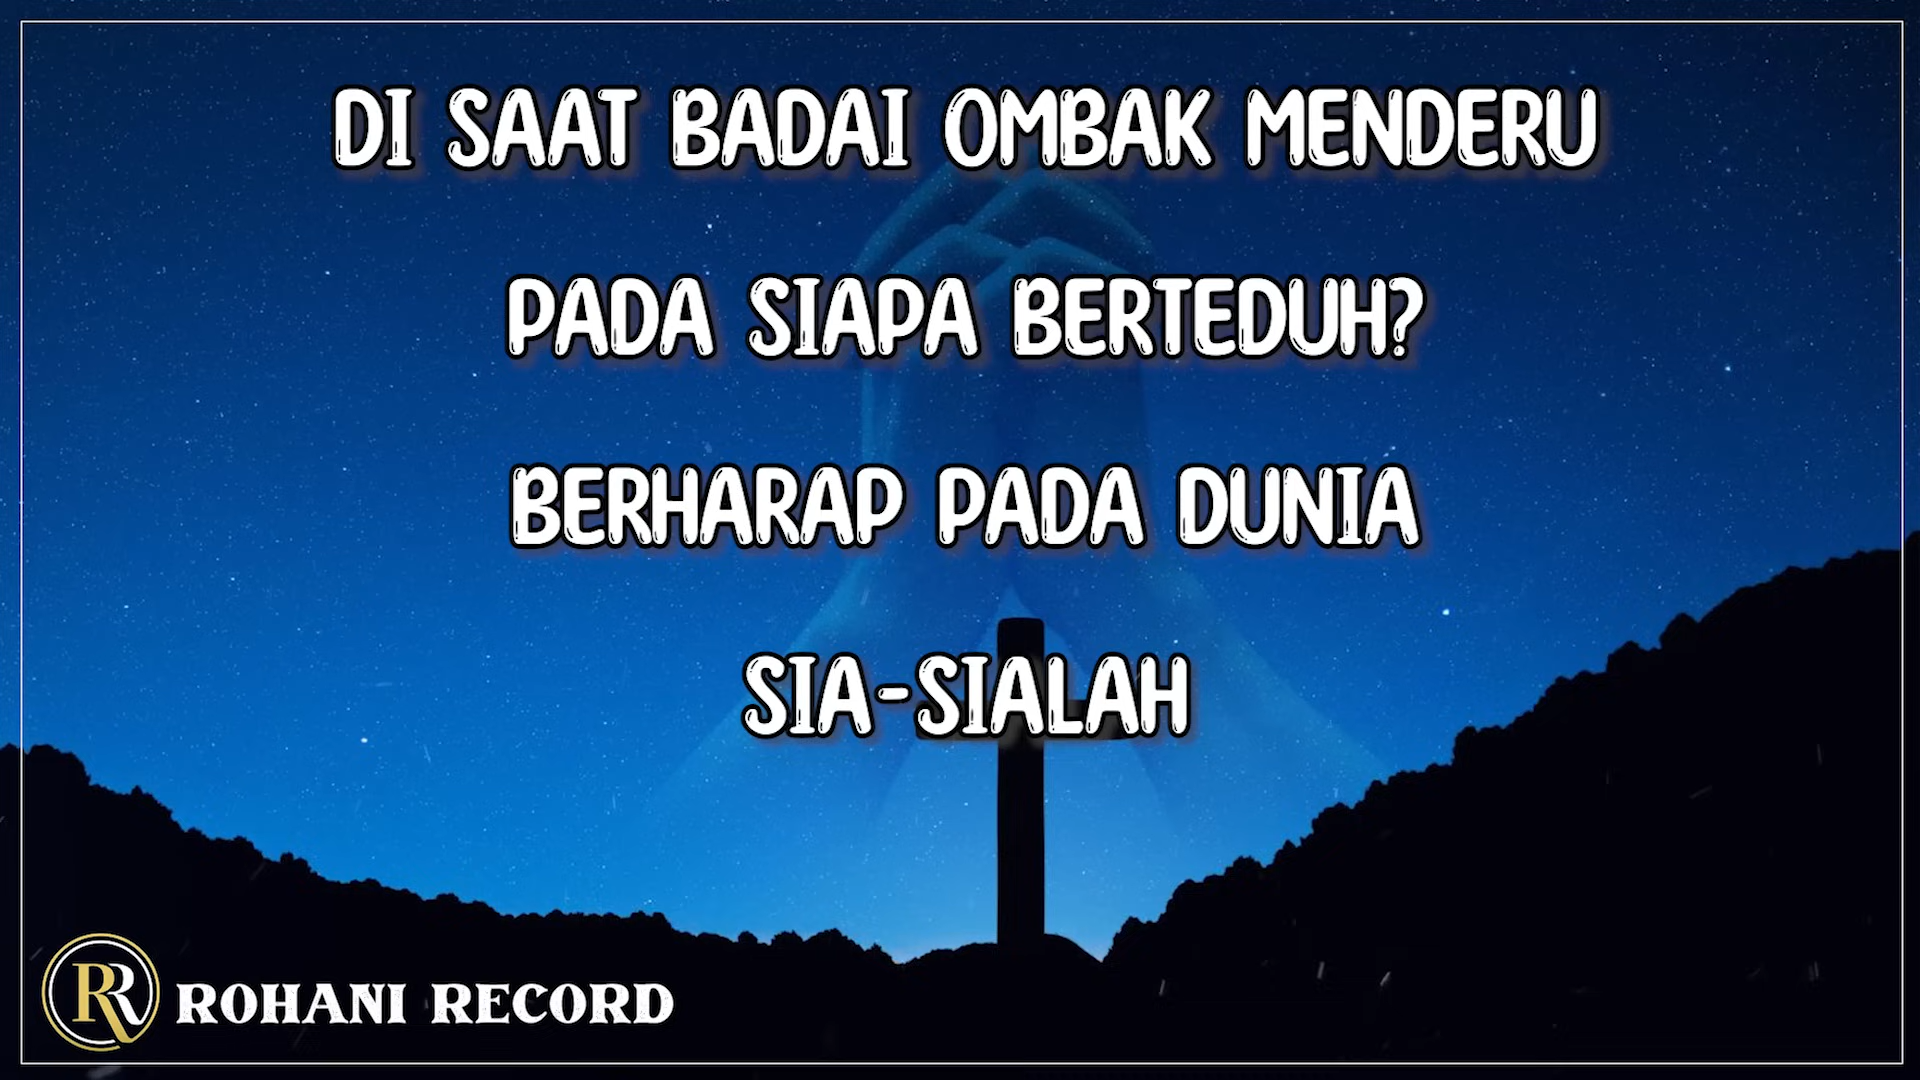 DI SAAT BADAI OMBAK MENDERU
PADA SIAPA BERTEDUH?
BERHARAP PADA DUNIA
SIA-SIALAH
RR ROHANI RECORD